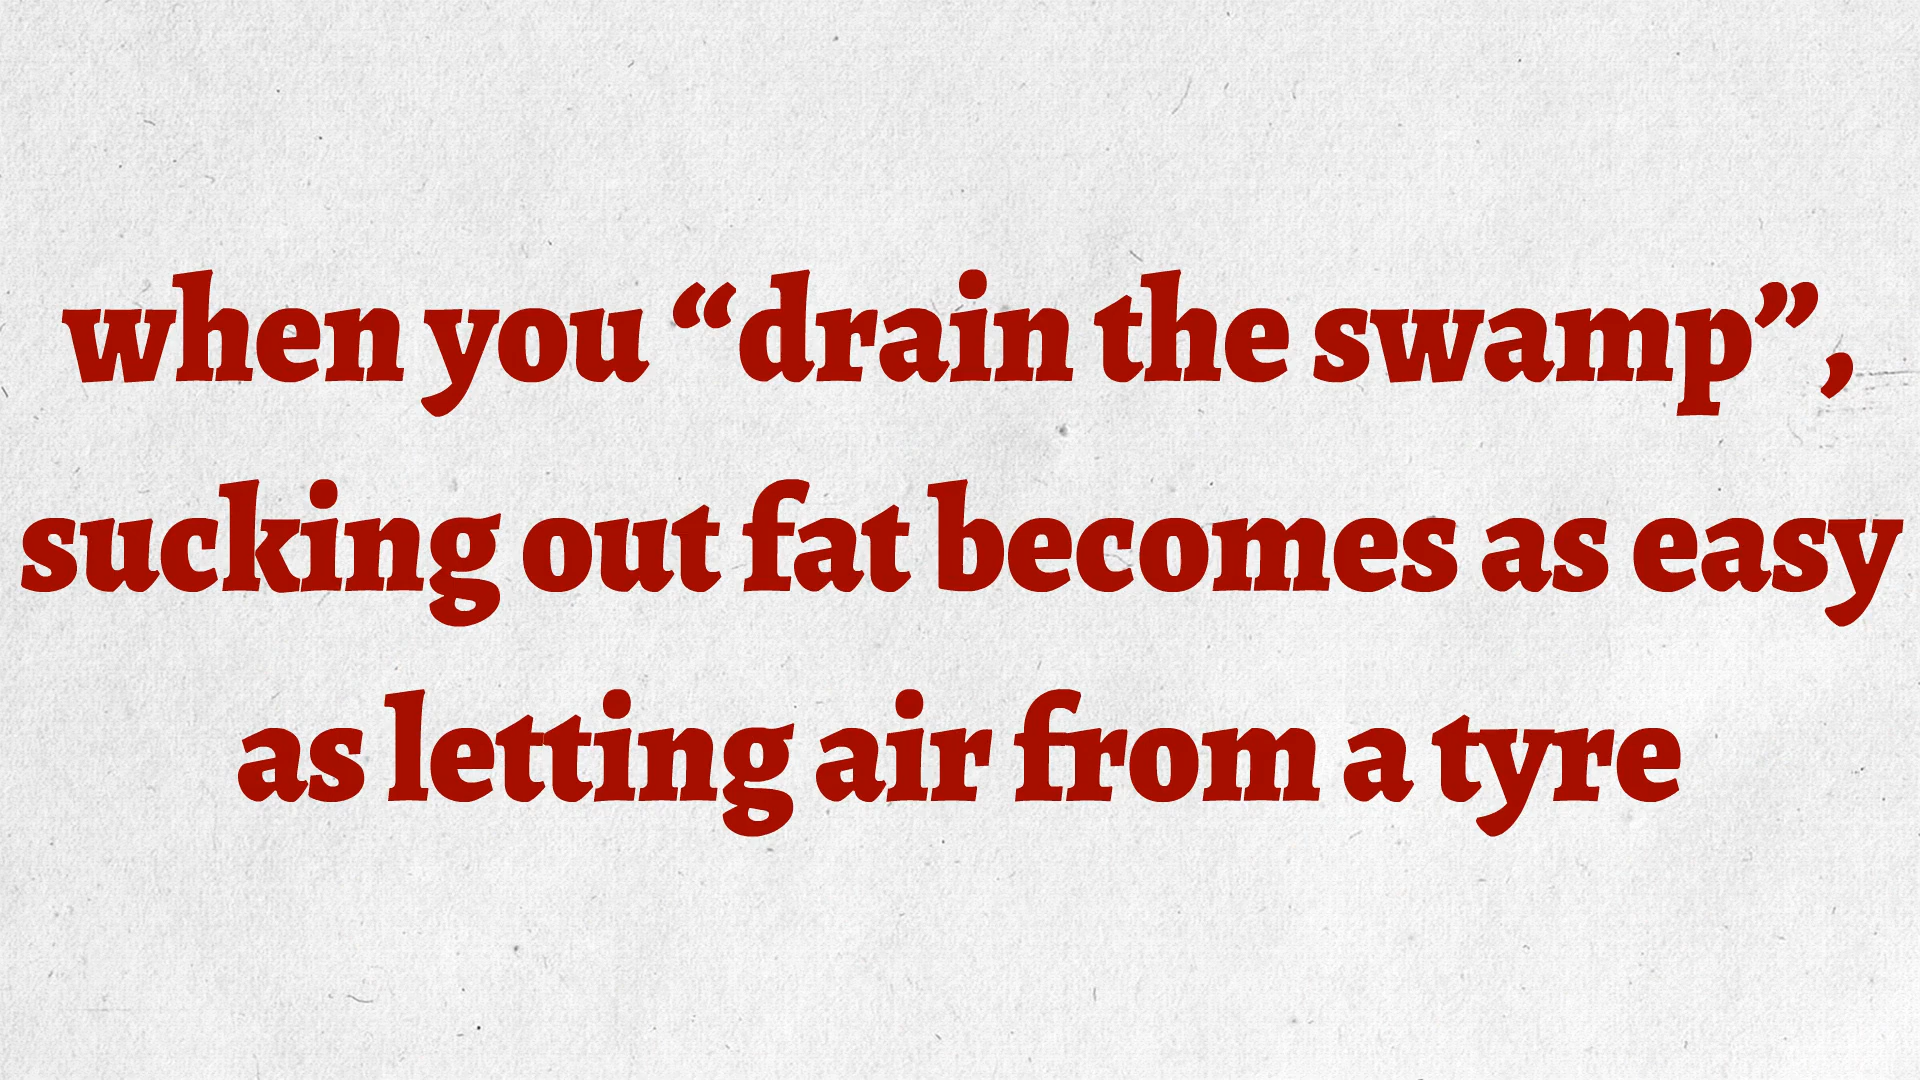 when you “drain the swamp”,
sucking out fat becomes as easy
as letting air from a tyre